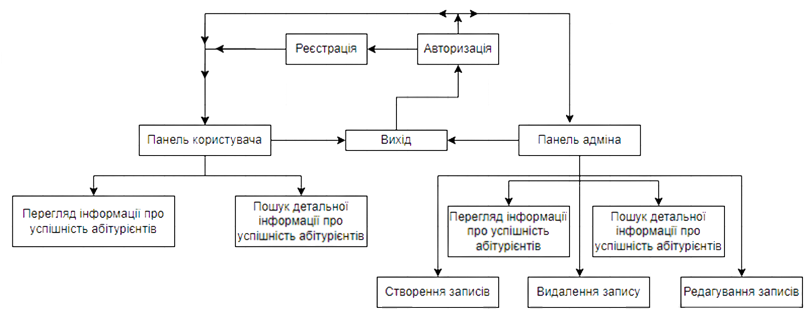 Реєстрація
Авторизація
Панель користувача
Вихід
Панель адміна
Перегляд інформації про
успішність абітурієнтів
Пошук детальної
інформації про
успішність абітурієнтів
Перегляд інформації
про успішність
абітурієнтів
Пошук детальної
інформації про
успішність абітурієнтів
Створення записів
Видалення запису
Редагування записів